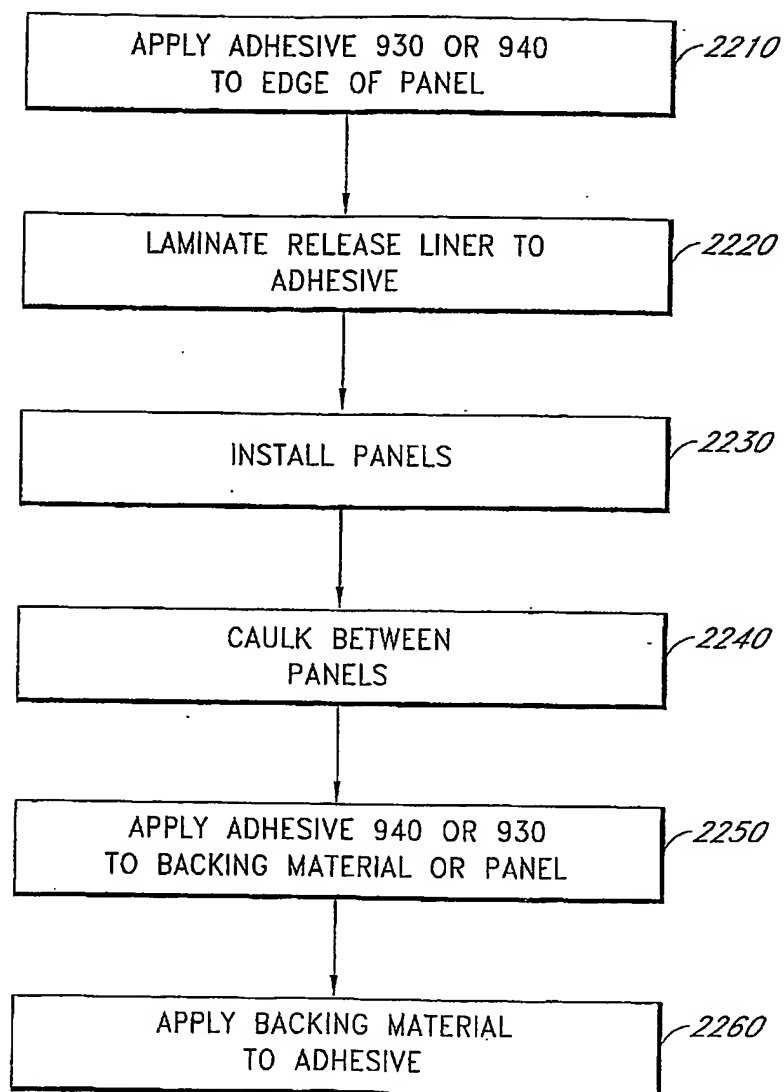 APPLY ADHESIVE 930 OR 940
TO EDGE OF PANEL
2210
LAMINATE RELEASE LINER TO
ADHESIVE
2220
INSTALL PANELS
2230
CAULK BETWEEN
PANELS
2240
APPLY ADHESIVE 940 OR 930
TO BACKING MATERIAL OR PANEL
2250
APPLY BACKING MATERIAL
TO ADHESIVE
2260